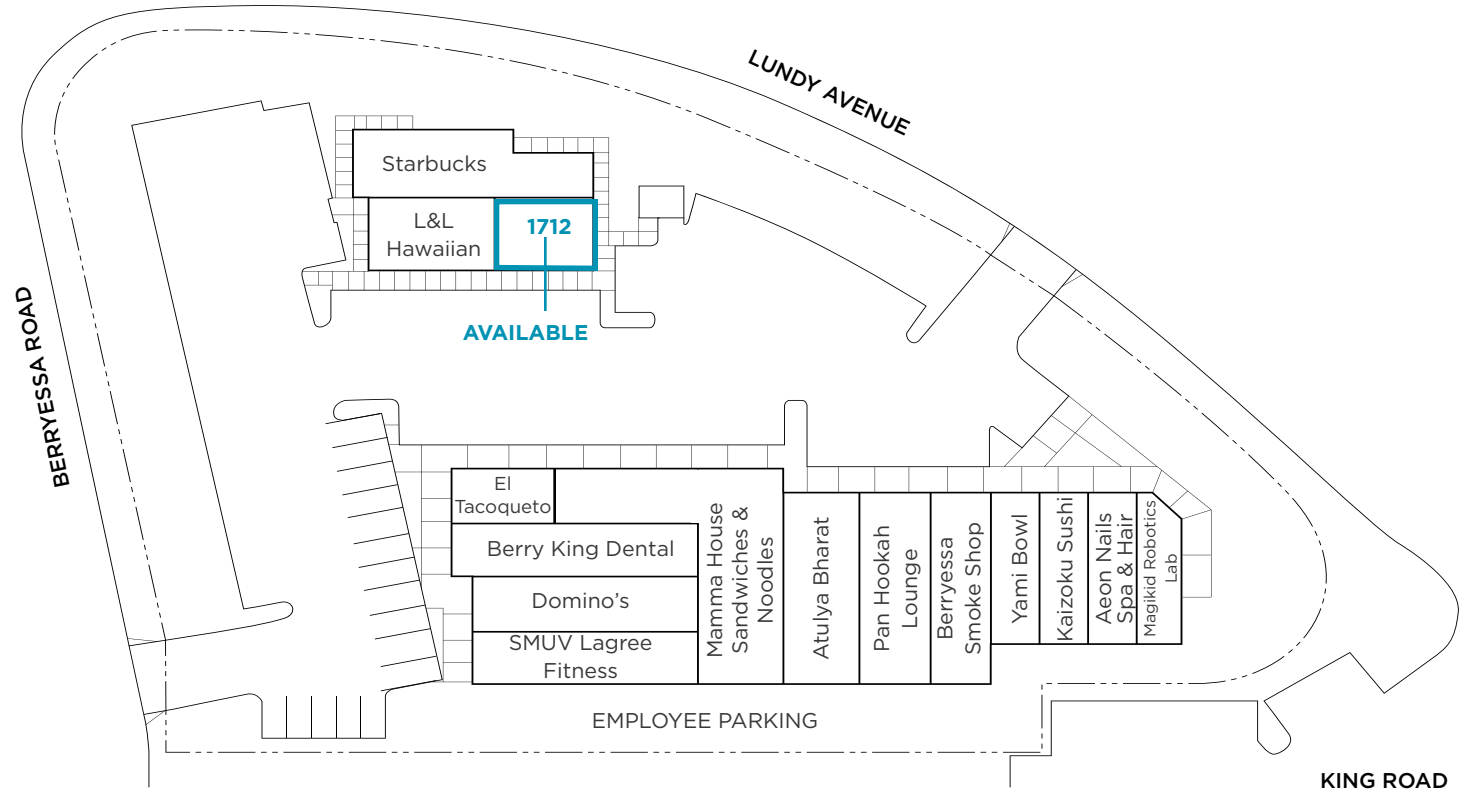 LUNDY AVENUE
Starbucks
L&L
Hawaiian
1712
AVAILABLE
BERRYESSA ROAD
El
Tacoqueto
Berry King Dental
Domino's
SMUV Lagree
Fitness
Mamma House
Sandwiches &
Noodles
Atulya Bharat
Pan Hookah
Lounge
Berryessa
Smoke Shop
Yami Bowl
Kaizoku Sushi
Aeon Nails
Spa & Hair
Magikid Robotics
Lab
EMPLOYEE PARKING
KING ROAD